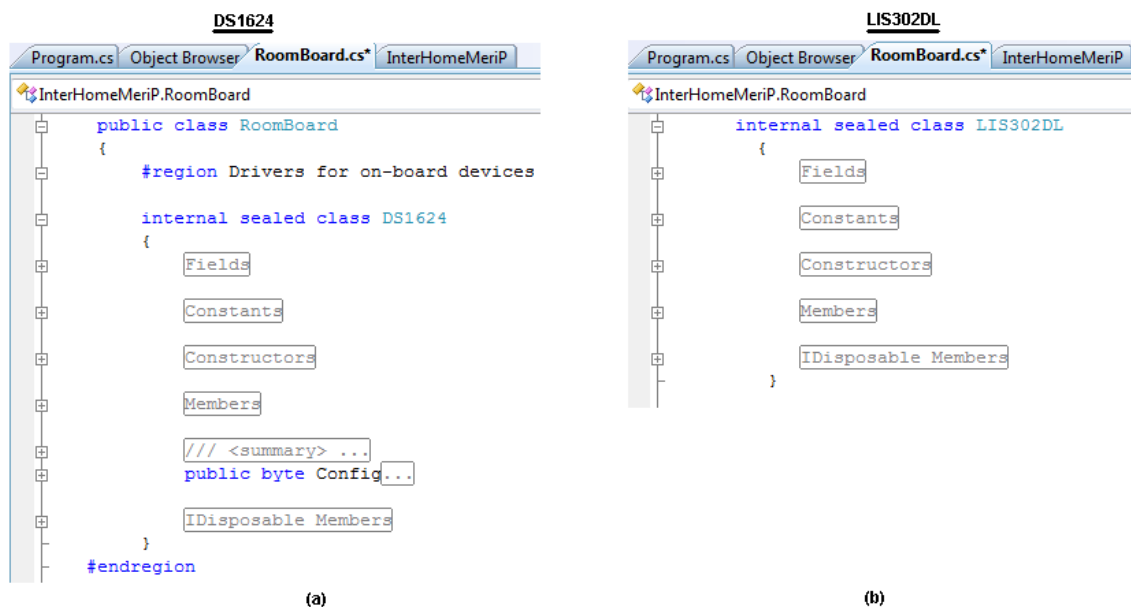 DS1624
Program.cs Object Browser RoomBoard.cs* InterHomeMeriP
InterHomeMeriP.RoomBoard
public class RoomBoard
{
#region Drivers for on-board devices
internal sealed class DS1624
{
Fields
Constants
Constructors
Members
/// <summary> ...
public byte Config...
IDisposable Members
}
#endregion
(a)
LIS302DL
Program.cs Object Browser RoomBoard.cs* InterHomeMeriP
InterHomeMeriP.RoomBoard
internal sealed class LIS302DL
{
Fields
Constants
Constructors
Members
IDisposable Members
}
(b)